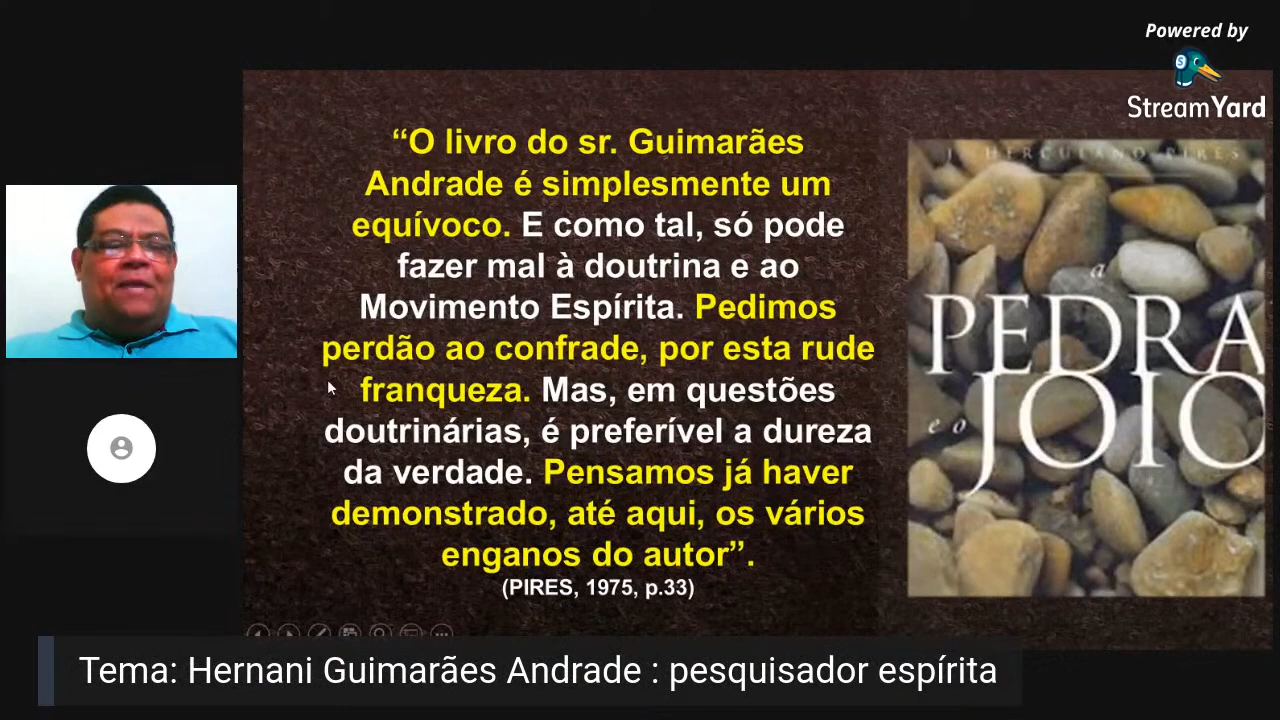 Powered by
StreamYard
“O livro do sr. Guimarães
Andrade é simplesmente um
equívoco. E como tal, só pode
fazer mal à doutrina e ao
Movimento Espírita. Pedimos
perdão ao confrade, por esta rude
franqueza. Mas, em questões
doutrinárias, é preferível a dureza
da verdade. Pensamos já haver
demonstrado, até aqui, os vários
enganos do autor”.
(PIRES, 1975, p.33)
J. HERCULANO PIRES
a
PEDRA
e o
JOIO
Tema: Hernani Guimarães Andrade : pesquisador espírita